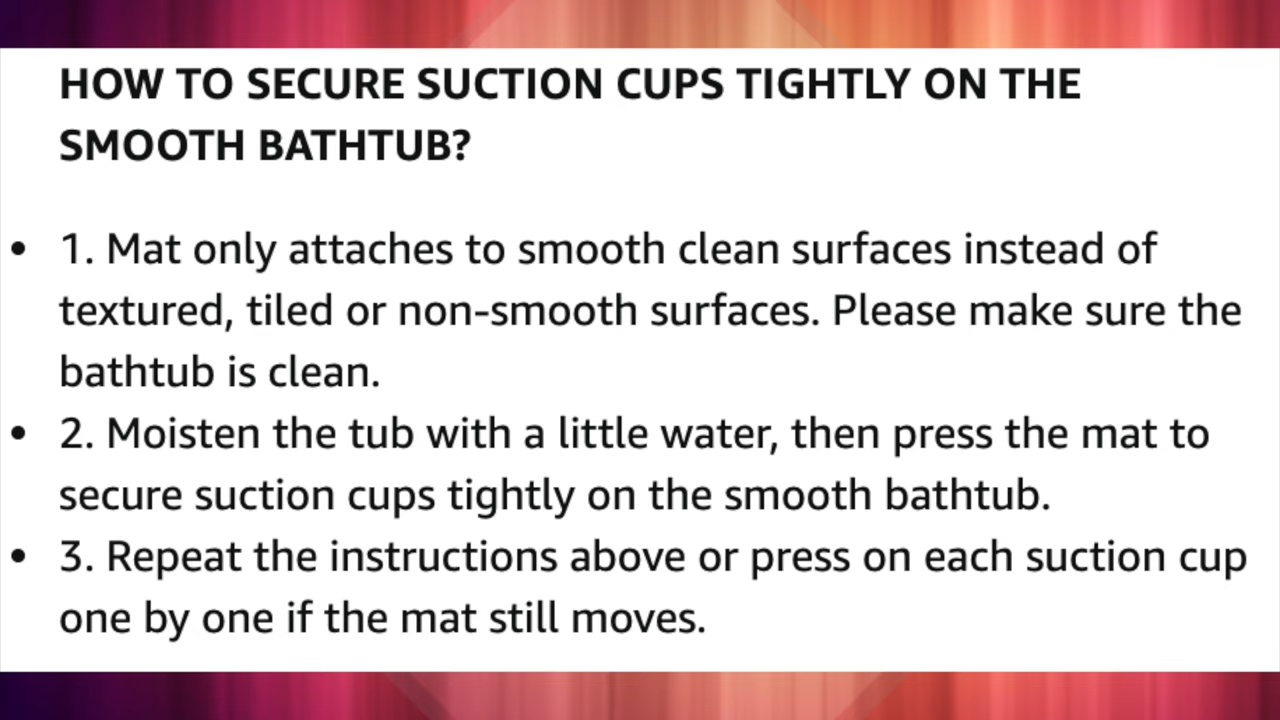 HOW TO SECURE SUCTION CUPS TIGHTLY ON THE
SMOOTH BATHTUB?
• 1. Mat only attaches to smooth clean surfaces instead of
textured, tiled or non-smooth surfaces. Please make sure the
bathtub is clean.
• 2. Moisten the tub with a little water, then press the mat to
secure suction cups tightly on the smooth bathtub.
• 3. Repeat the instructions above or press on each suction cup
one by one if the mat still moves.